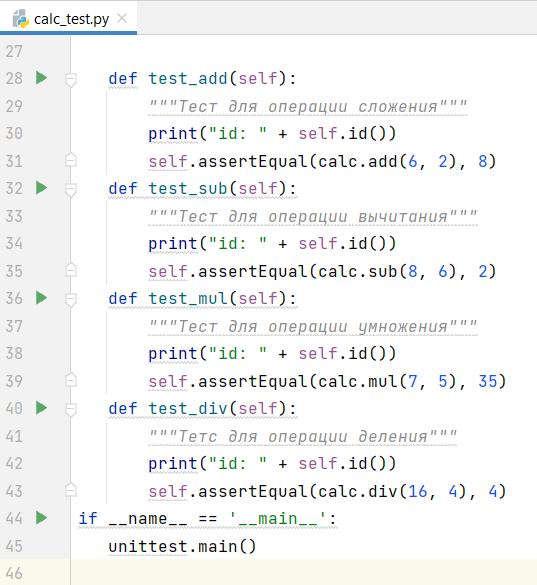 calc_test.py
27
28 def test_add(self):
29 """Тест для операции сложения"""
30 print("id: " + self.id())
31 self.assertEqual(calc.add(6, 2), 8)
32 def test_sub(self):
33 """Тест для операции вычитания"""
34 print("id: " + self.id())
35 self.assertEqual(calc.sub(8, 6), 2)
36 def test_mul(self):
37 """Тест для операции умножения"""
38 print("id: " + self.id())
39 self.assertEqual(calc.mul(7, 5), 35)
40 def test_div(self):
41 """Тетс для операции деления"""
42 print("id: " + self.id())
43 self.assertEqual(calc.div(16, 4), 4)
44 if __name__ == '__main__':
45 unittest.main()
46